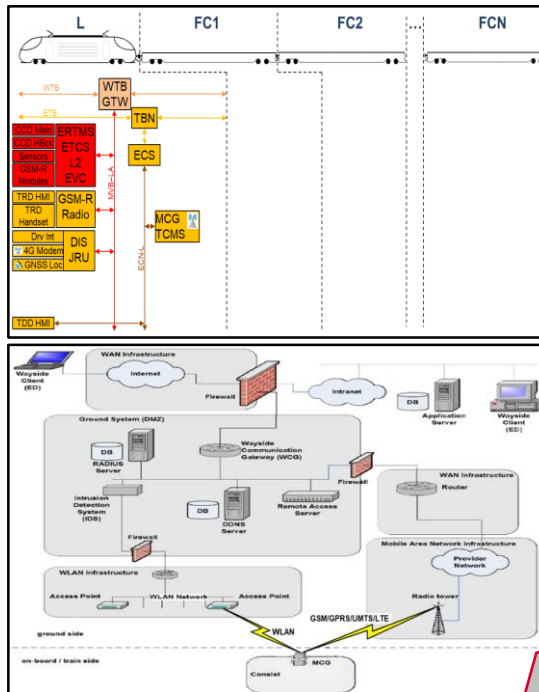 L FC1 FC2 ... FCN
WTB
WTB
GTW
ETB
TBN
CCD Main
CCD HBck
Sensors
GSM-R
Modules
ERTMS
ETCS
L2
EVC
ECS
MVB-LA
TRD HMI
TRD
Handset
GSM-R
Radio
MCG
TCMS
Drv Int
4G Modem
GNSS Loc
DIS
JRU
ECN-L
TDD HMI
WAN Infrastructure
Wayside
Client
(ED)
Internet
Firewall
Intranet
DB
Application
Server
Wayside
Client
(ED)
Ground System (DMZ)
DB
RADIUS
Server
Wayside
Communication
Gateway (WCG)
Firewall
WAN Infrastructure
Router
Intrusion
Detection
System
(IDS)
DB
DDNS
Server
Remote Access
Server
Firewall
Mobile Area Network Infrastructure
Provider
Network
WLAN Infrastructure
Access Point
WLAN Network
Access Point
Radio tower
GSM/GPRS/UMTS/LTE
WLAN
ground side
on-board / train side
MCG
Consist